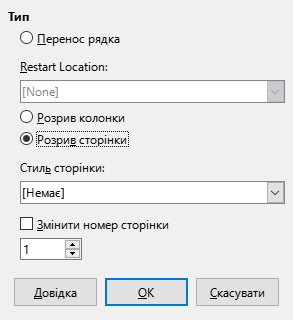 Тип
Перенос рядка
Restart Location:
[None]
Розрив колонки
Розрив сторінки
Стиль сторінки:
[Немає]
Змінити номер сторінки
1
Довідка
ОК
Скасувати